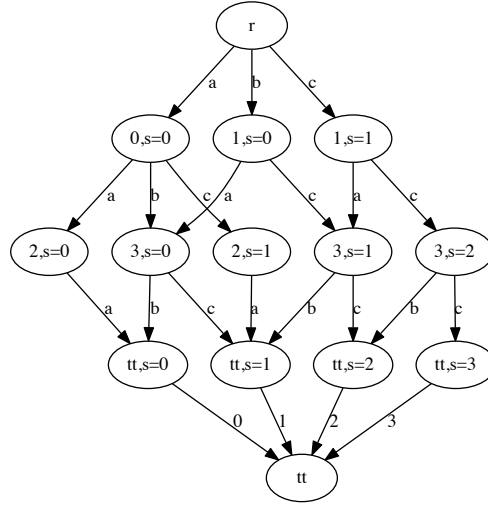 r
a b c
0,s=0 1,s=0 1,s=1
a b c a c a c
2,s=0 3,s=0 2,s=1 3,s=1 3,s=2
a b c a b c b c
tt,s=0 tt,s=1 tt,s=2 tt,s=3
0 1 2 3
tt